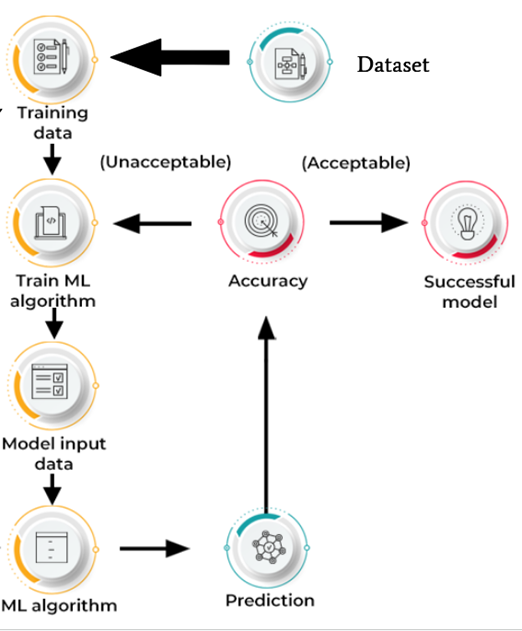 Dataset
Training
data
(Unacceptable)
(Acceptable)
Train ML
algorithm
Accuracy
Successful
model
Model input
data
ML algorithm
Prediction